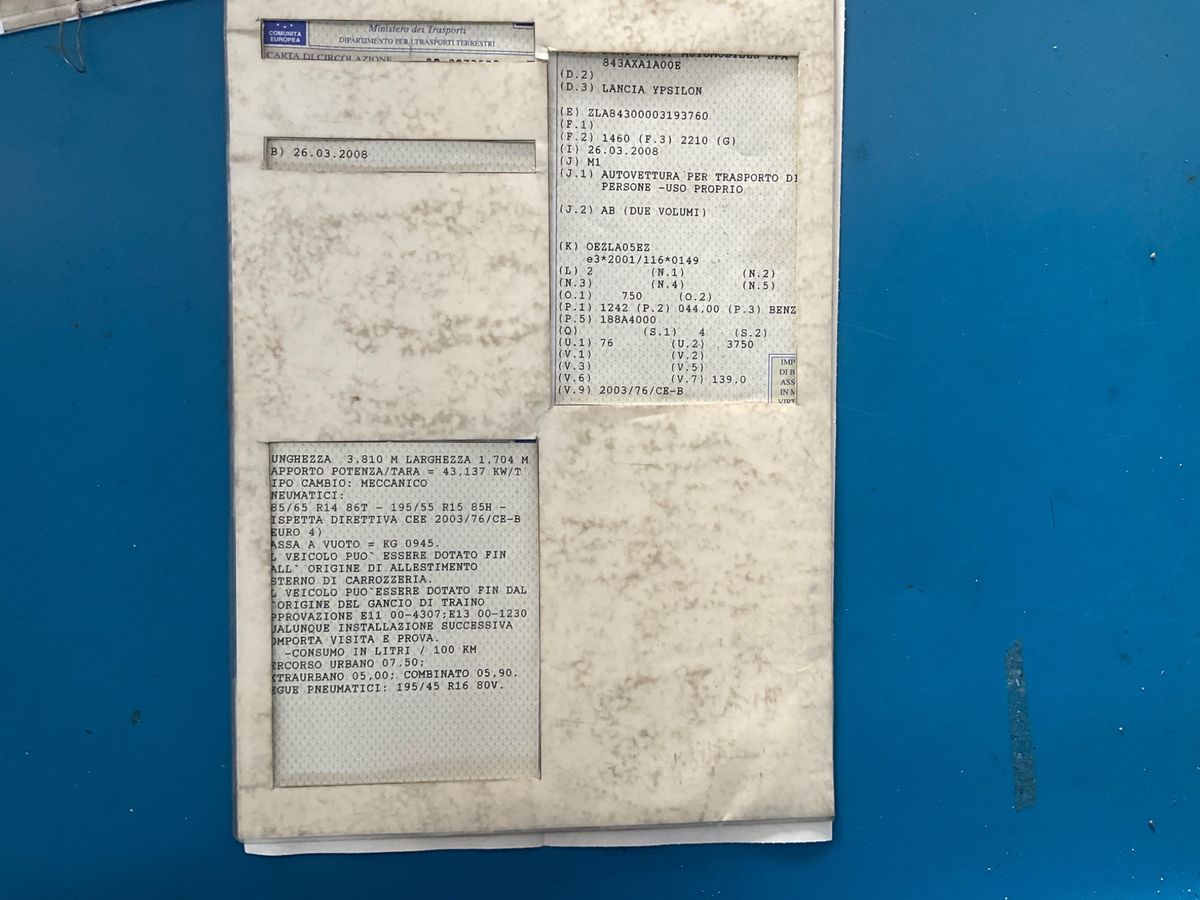 COMUNITÀ
EUROPEA
Ministero dei Trasporti
DIPARTIMENTO PER I TRASPORTI TERRESTRI
CARTA DI CIRCOLAZIONE
B) 26.03.2008
AUTOMOBILES SPA
843AXA1A00E
(D.2)
(D.3) LANCIA YPSILON
(E) ZLA84300003193760
(F.1)
(F.2) 1460 (F.3) 2210 (G)
(I) 26.03.2008
(J) M1
(J.1) AUTOVETTURA PER TRASPORTO DI
PERSONE -USO PROPRIO
(J.2) AB (DUE VOLUMI)
(K) OEZLA05EZ
e3*2001/116*0149
(L) 2 (N.1) (N.2)
(N.3) (N.4) (N.5)
(O.1) 750 (O.2)
(P.1) 1242 (P.2) 044,00 (P.3) BENZ
(P.5) 188A4000
(Q) (S.1) 4 (S.2)
(U.1) 76 (U.2) 3750
(V.1) (V.2)
(V.3) (V.5)
(V.6) (V.7) 139,0
(V.9) 2003/76/CE-B
IMP
DI B
ASS
IN M
VIRT
UNGHEZZA 3,810 M LARGHEZZA 1,704 M
APPORTO POTENZA/TARA = 43,137 KW/T
IPO CAMBIO: MECCANICO
NEUMATICI:
85/65 R14 86T - 195/55 R15 85H -
ISPETTA DIRETTIVA CEE 2003/76/CE-B
EURO 4)
ASSA A VUOTO = KG 0945.
L VEICOLO PUO` ESSERE DOTATO FIN
ALL` ORIGINE DI ALLESTIMENTO
STERNO DI CARROZZERIA.
L VEICOLO PUO`ESSERE DOTATO FIN DAL
`ORIGINE DEL GANCIO DI TRAINO
PPROVAZIONE E11 00-4307;E13 00-1230
UALUNQUE INSTALLAZIONE SUCCESSIVA
OMPORTA VISITA E PROVA.
-CONSUMO IN LITRI / 100 KM
ERCORSO URBANO 07,50;
XTRAURBANO 05,00; COMBINATO 05,90.
EGUE PNEUMATICI: 195/45 R16 80V.